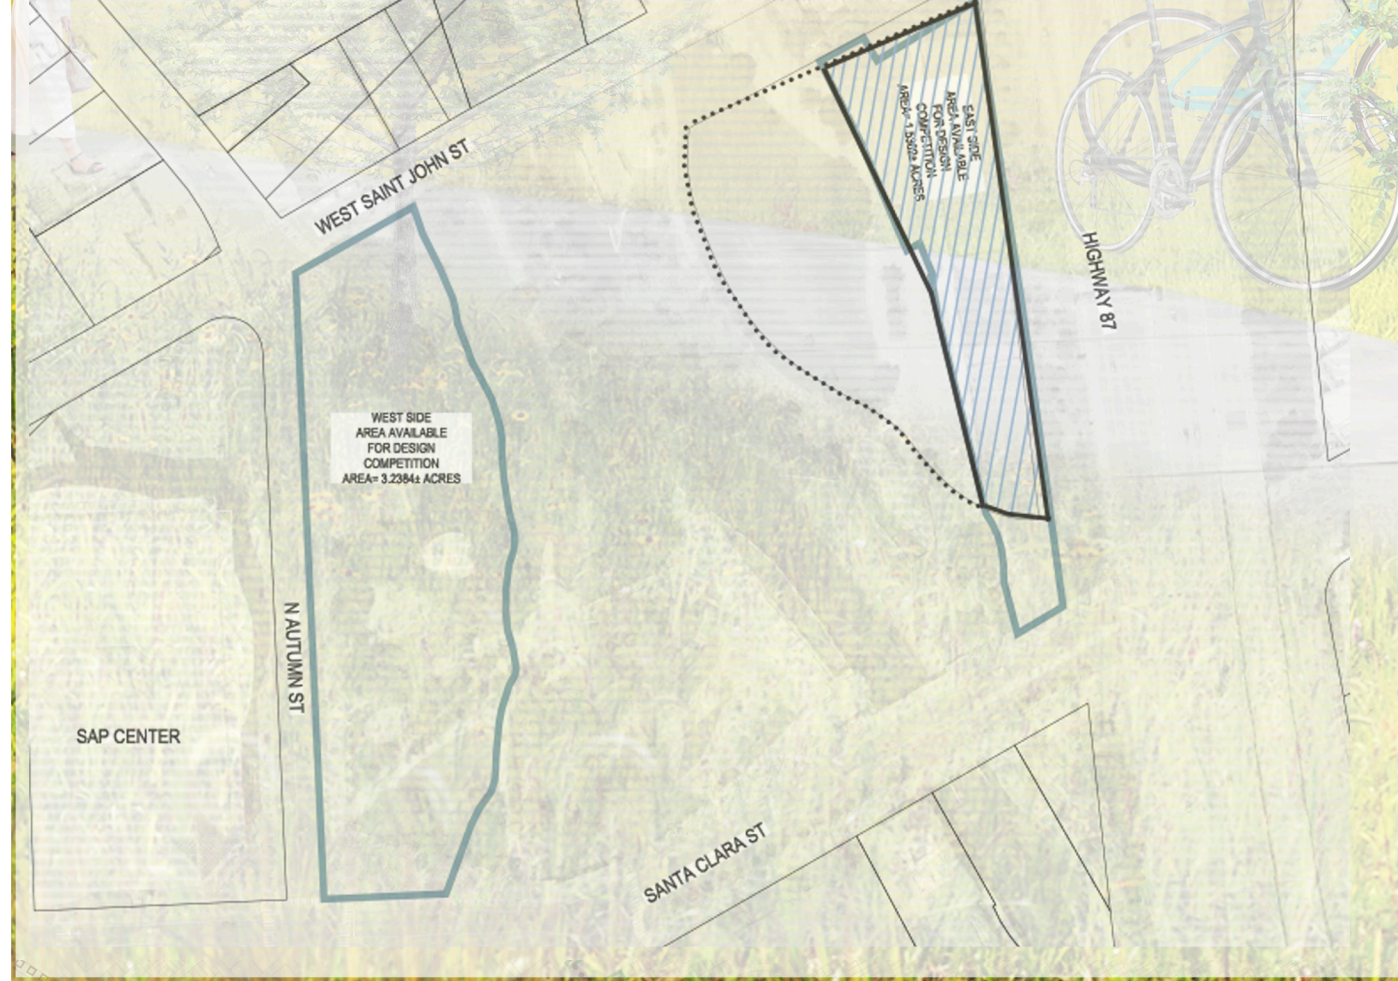 WEST SAINT JOHN ST
EAST SIDE
AREA AVAILABLE
FOR DESIGN
COMPETITION
ACRES
HIGHWAY 87
WEST SIDE
AREA AVAILABLE
FOR DESIGN
COMPETITION
AREA= 3.2384± ACRES
N AUTUMN ST
SAP CENTER
SANTA CLARA ST